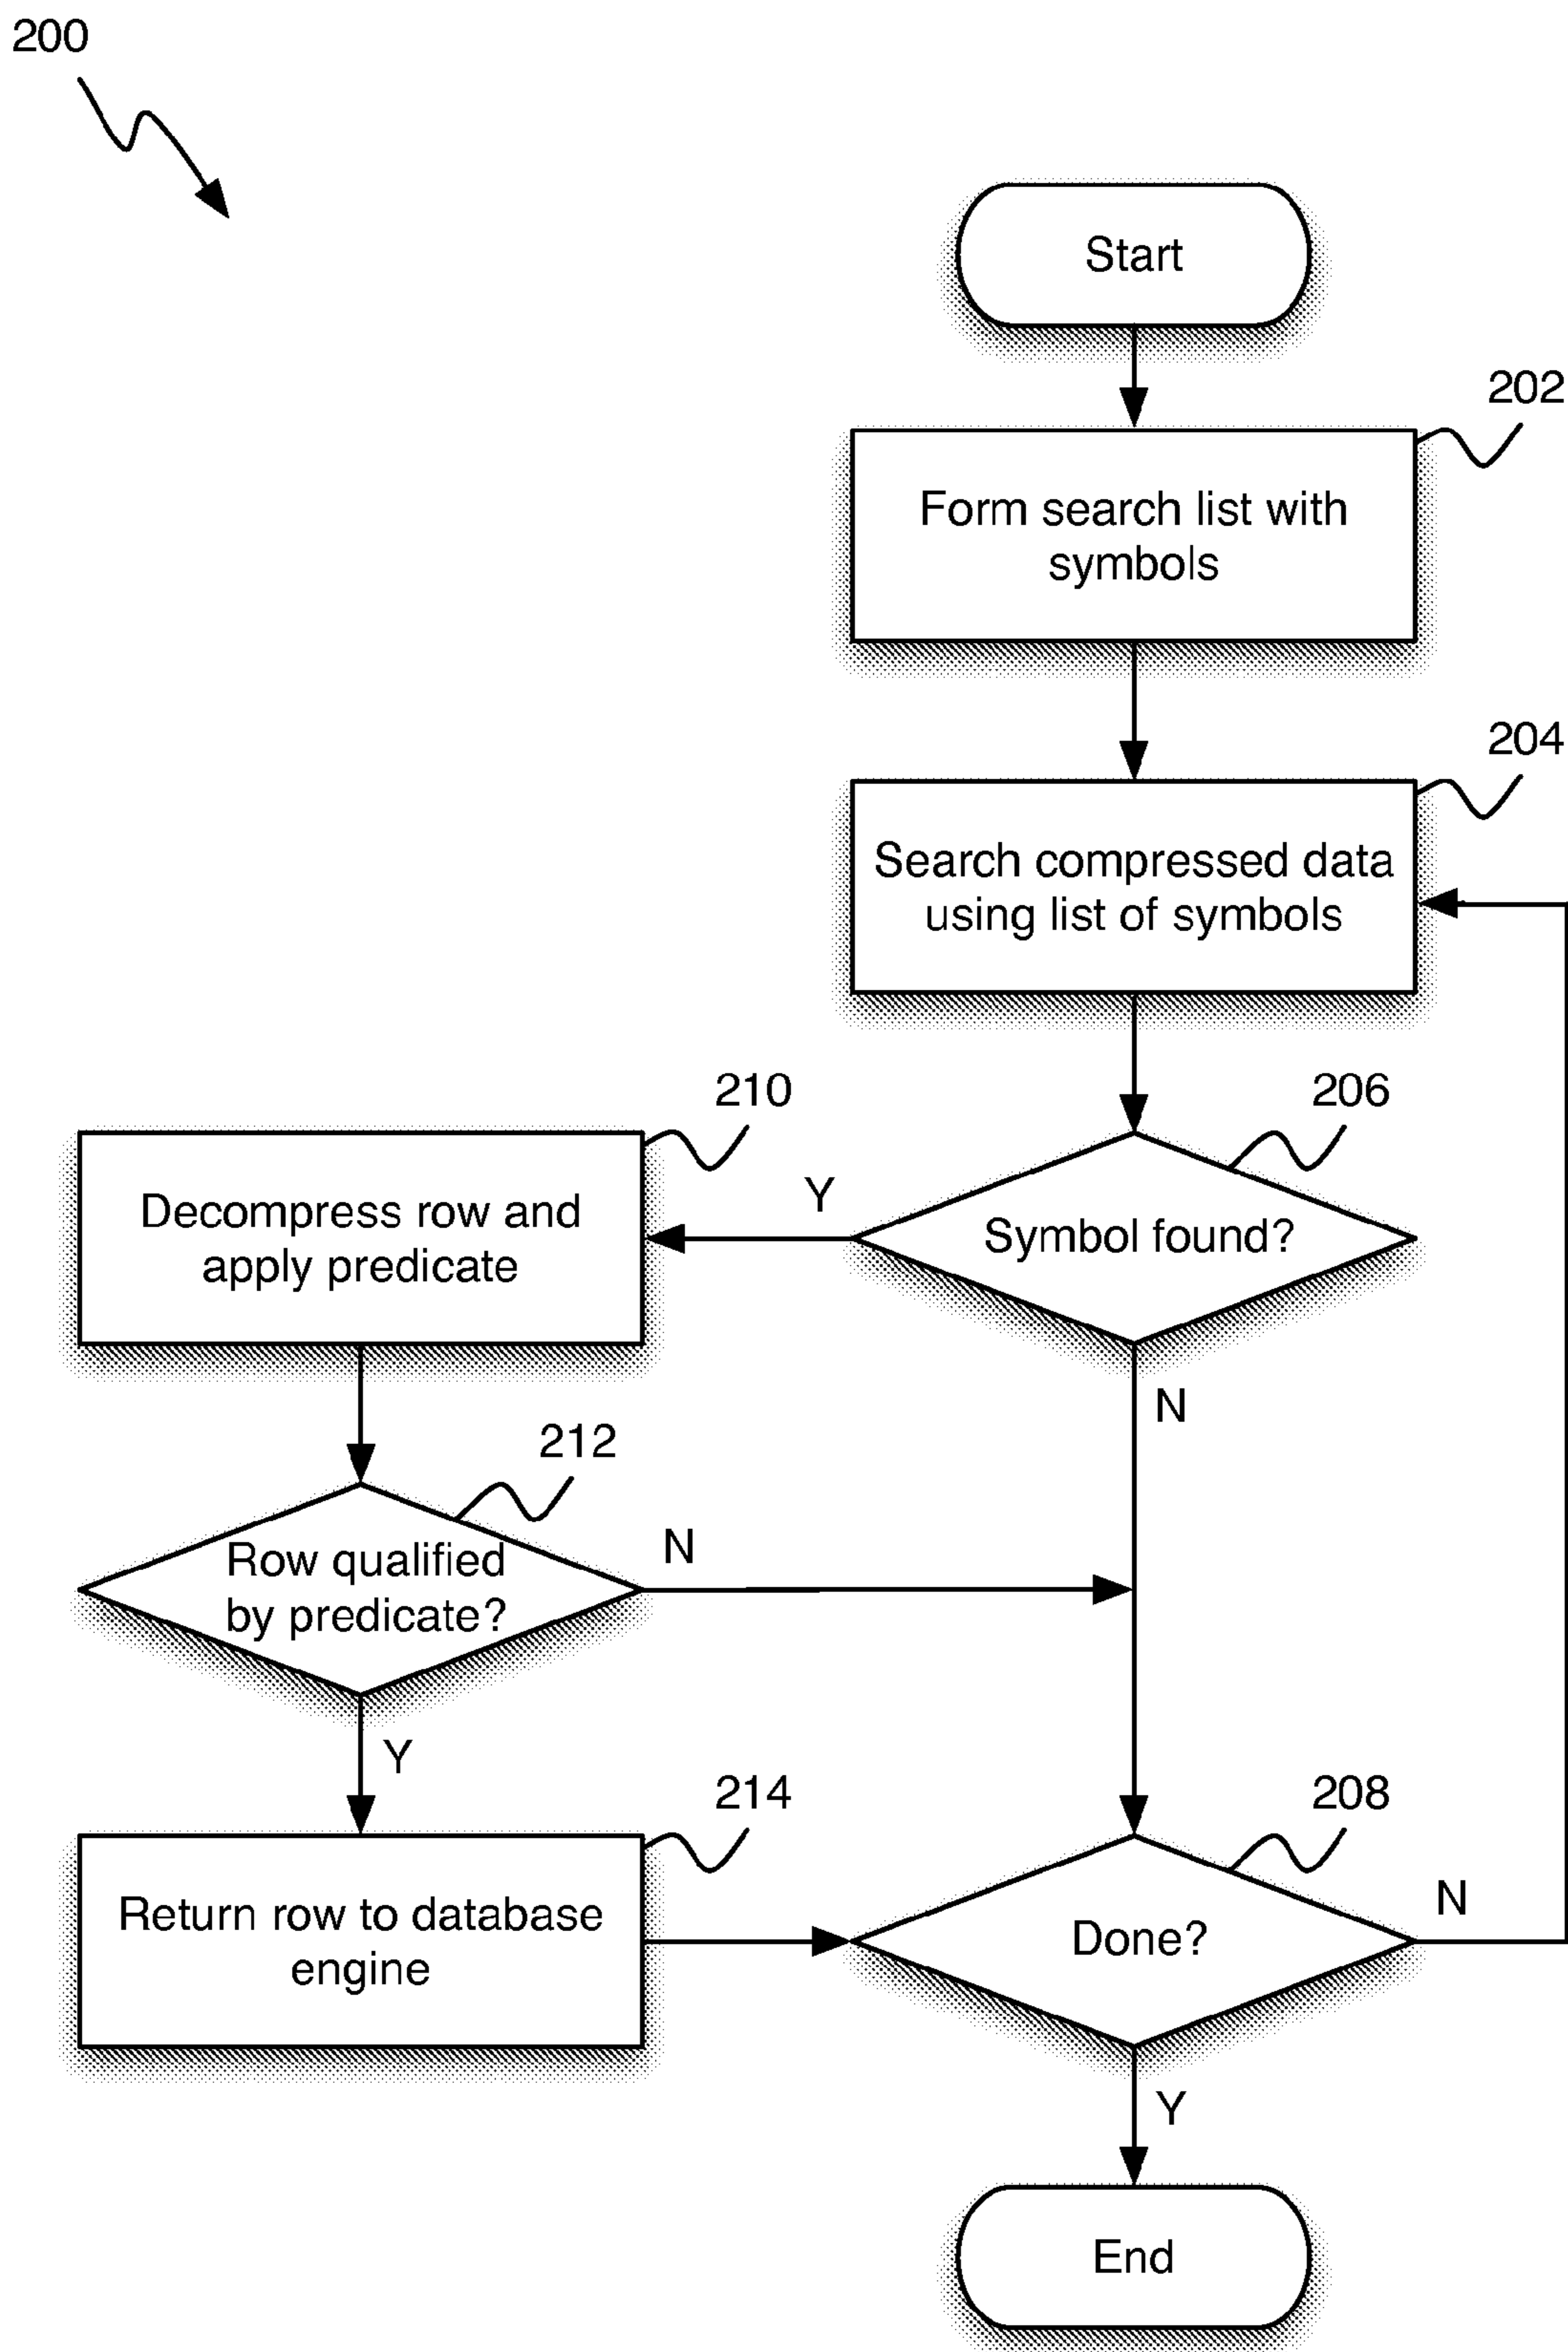 200
Start
202
Form search list with
symbols
204
Search compressed data
using list of symbols
210
206
Decompress row and
apply predicate
Y
Symbol found?
N
212
Row qualified
by predicate?
N
Y
214
208
Return row to database
engine
Done?
N
Y
End